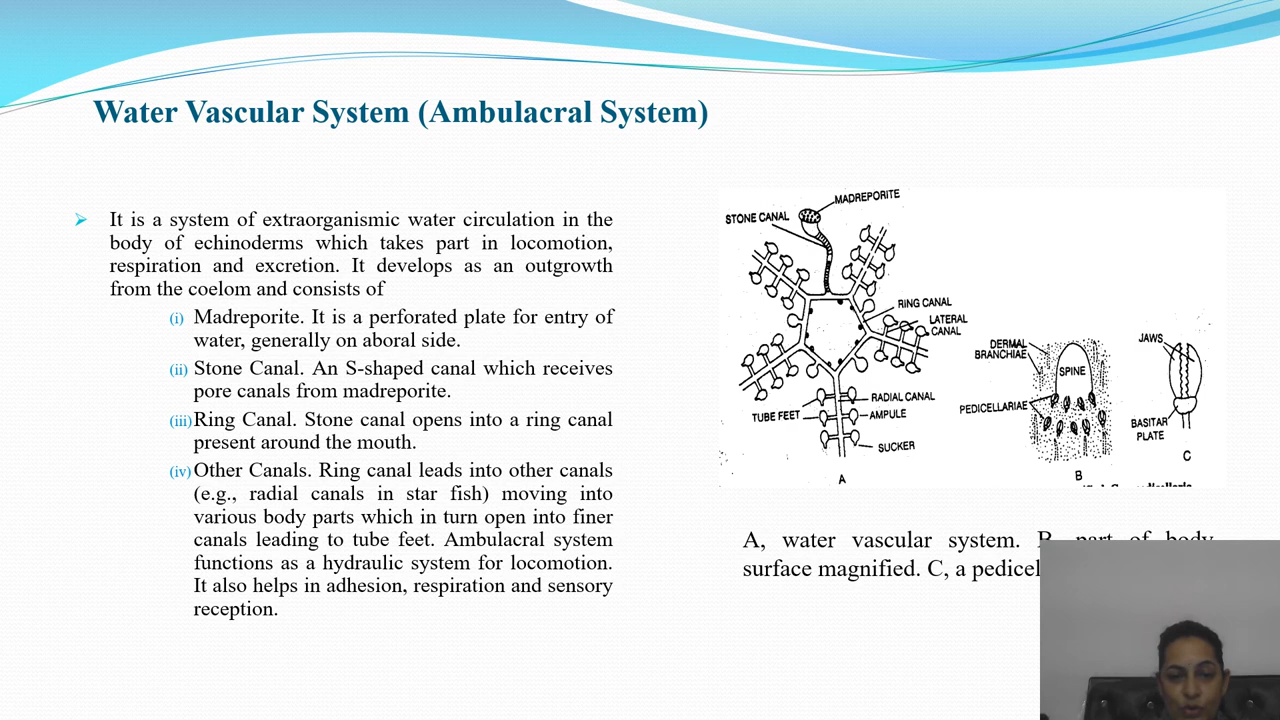 Water Vascular System (Ambulacral System)
It is a system of extraorganismic water circulation in the
body of echinoderms which takes part in locomotion,
respiration and excretion. It develops as an outgrowth
from the coelom and consists of
(i) Madreporite. It is a perforated plate for entry of
water, generally on aboral side.
(ii) Stone Canal. An S-shaped canal which receives
pore canals from madreporite.
(iii) Ring Canal. Stone canal opens into a ring canal
present around the mouth.
(iv) Other Canals. Ring canal leads into other canals
(e.g., radial canals in star fish) moving into
various body parts which in turn open into finer
canals leading to tube feet. Ambulacral system
functions as a hydraulic system for locomotion.
It also helps in adhesion, respiration and sensory
reception.
MADREPORITE
STONE CANAL
RING CANAL
LATERAL
CANAL
RADIAL CANAL
TUBE FEET
AMPULE
SUCKER
A
DERMAL
BRANCHIAE
SPINE
PEDICELLARIAE
B
JAWS
BASITAR
PLATE
C
A, water vascular system. B, part of body
surface magnified. C, a pedicel